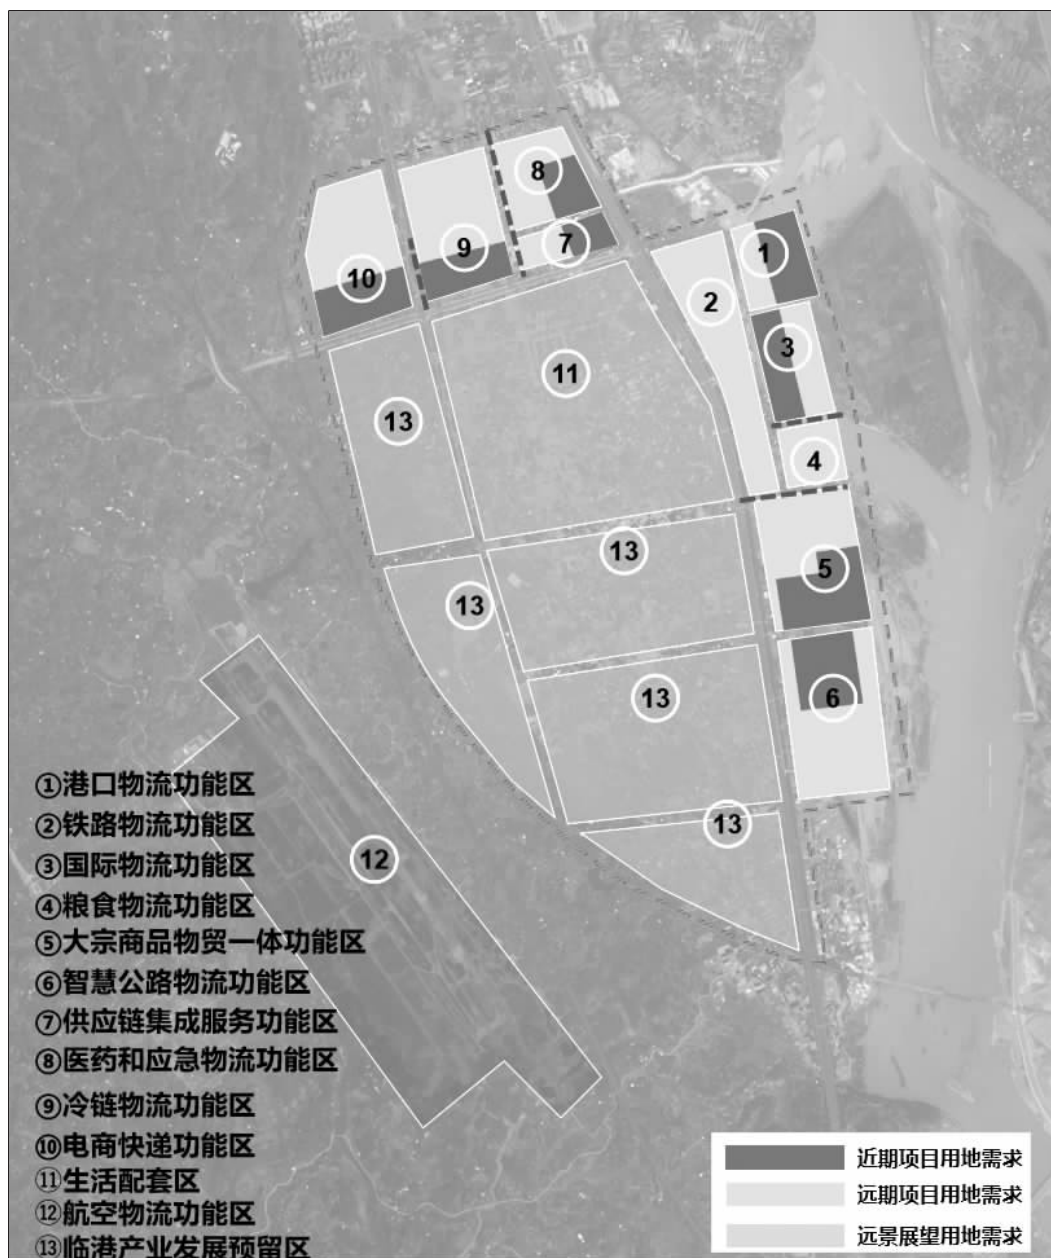 8
7
9
10
1
2
3
4
11
13
13
13
5
13
6
13
12
①港口物流功能区
②铁路物流功能区
③国际物流功能区
④粮食物流功能区
⑤大宗商品物贸一体功能区
⑥智慧公路物流功能区
⑦供应链集成服务功能区
⑧医药和应急物流功能区
⑨冷链物流功能区
⑩电商快递功能区
⑪生活配套区
⑫航空物流功能区
⑬临港产业发展预留区
近期项目用地需求
远期项目用地需求
远景展望用地需求